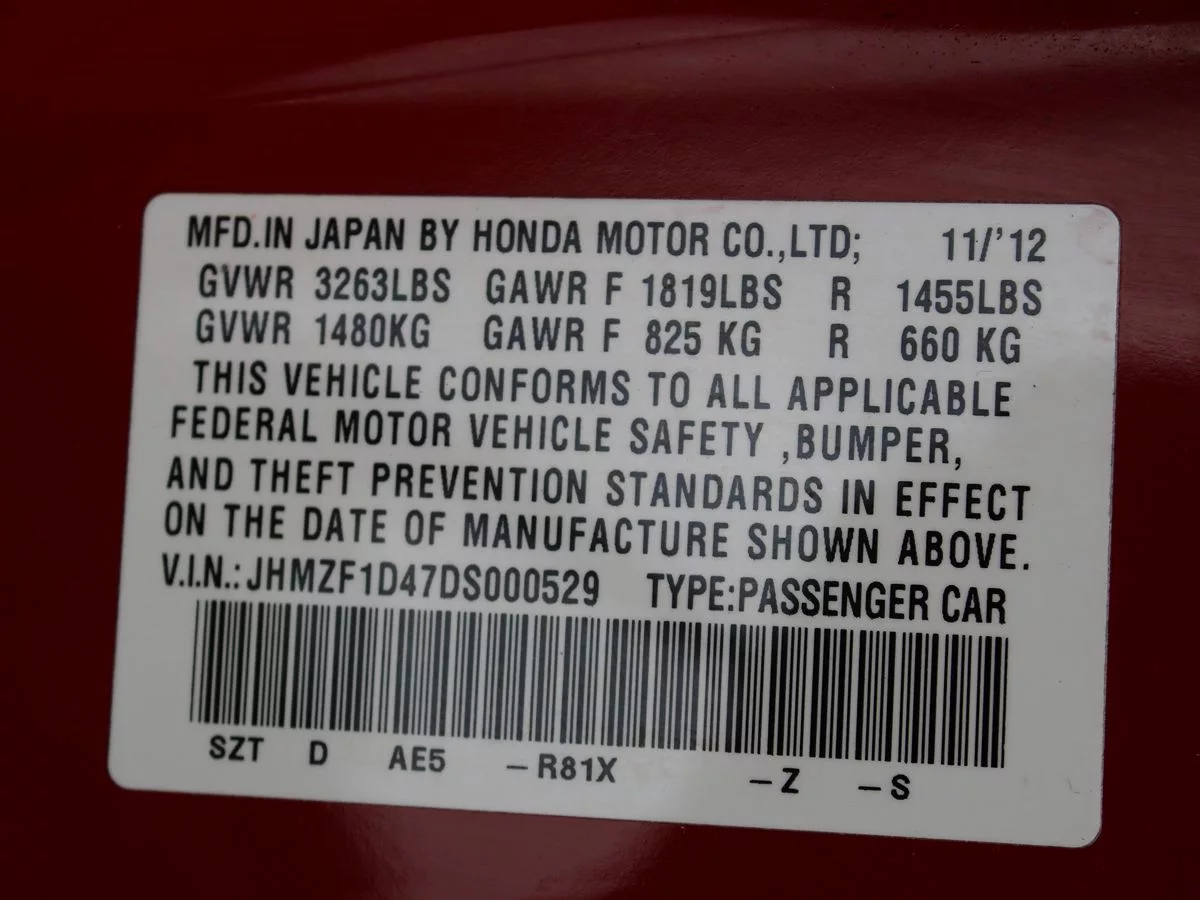 MFD.IN JAPAN BY HONDA MOTOR CO.,LTD; 11/'12
GVWR 3263LBS GAWR F 1819LBS R 1455LBS
GVWR 1480KG GAWR F 825 KG R 660 KG
THIS VEHICLE CONFORMS TO ALL APPLICABLE
FEDERAL MOTOR VEHICLE SAFETY ,BUMPER,
AND THEFT PREVENTION STANDARDS IN EFFECT
ON THE DATE OF MANUFACTURE SHOWN ABOVE.
V.I.N.:JHMZF1D47DS000529 TYPE:PASSENGER CAR
SZT D AE5 –R81X –Z –S